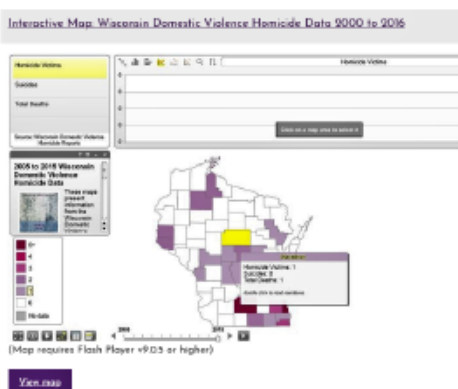 Interactive Map: Wisconsin Domestic Violence Homicide Data 2000 to 2016
Homicide Victims
Homicide Victims
Suicides
Total Deaths
Click on a map area to select it
Source: Wisconsin Domestic Violence
Homicide Reports
2005 to 2015 Wisconsin
Domestic Violence
Homicide Data
These maps
present
information
from the
Wisconsin
Domestic
Homicide Victims: 1
Suicides: 0
Total Deaths: 1
4
3
2
1
0
No data
(Map requires Flash Player v9.0.5 or higher)
View map